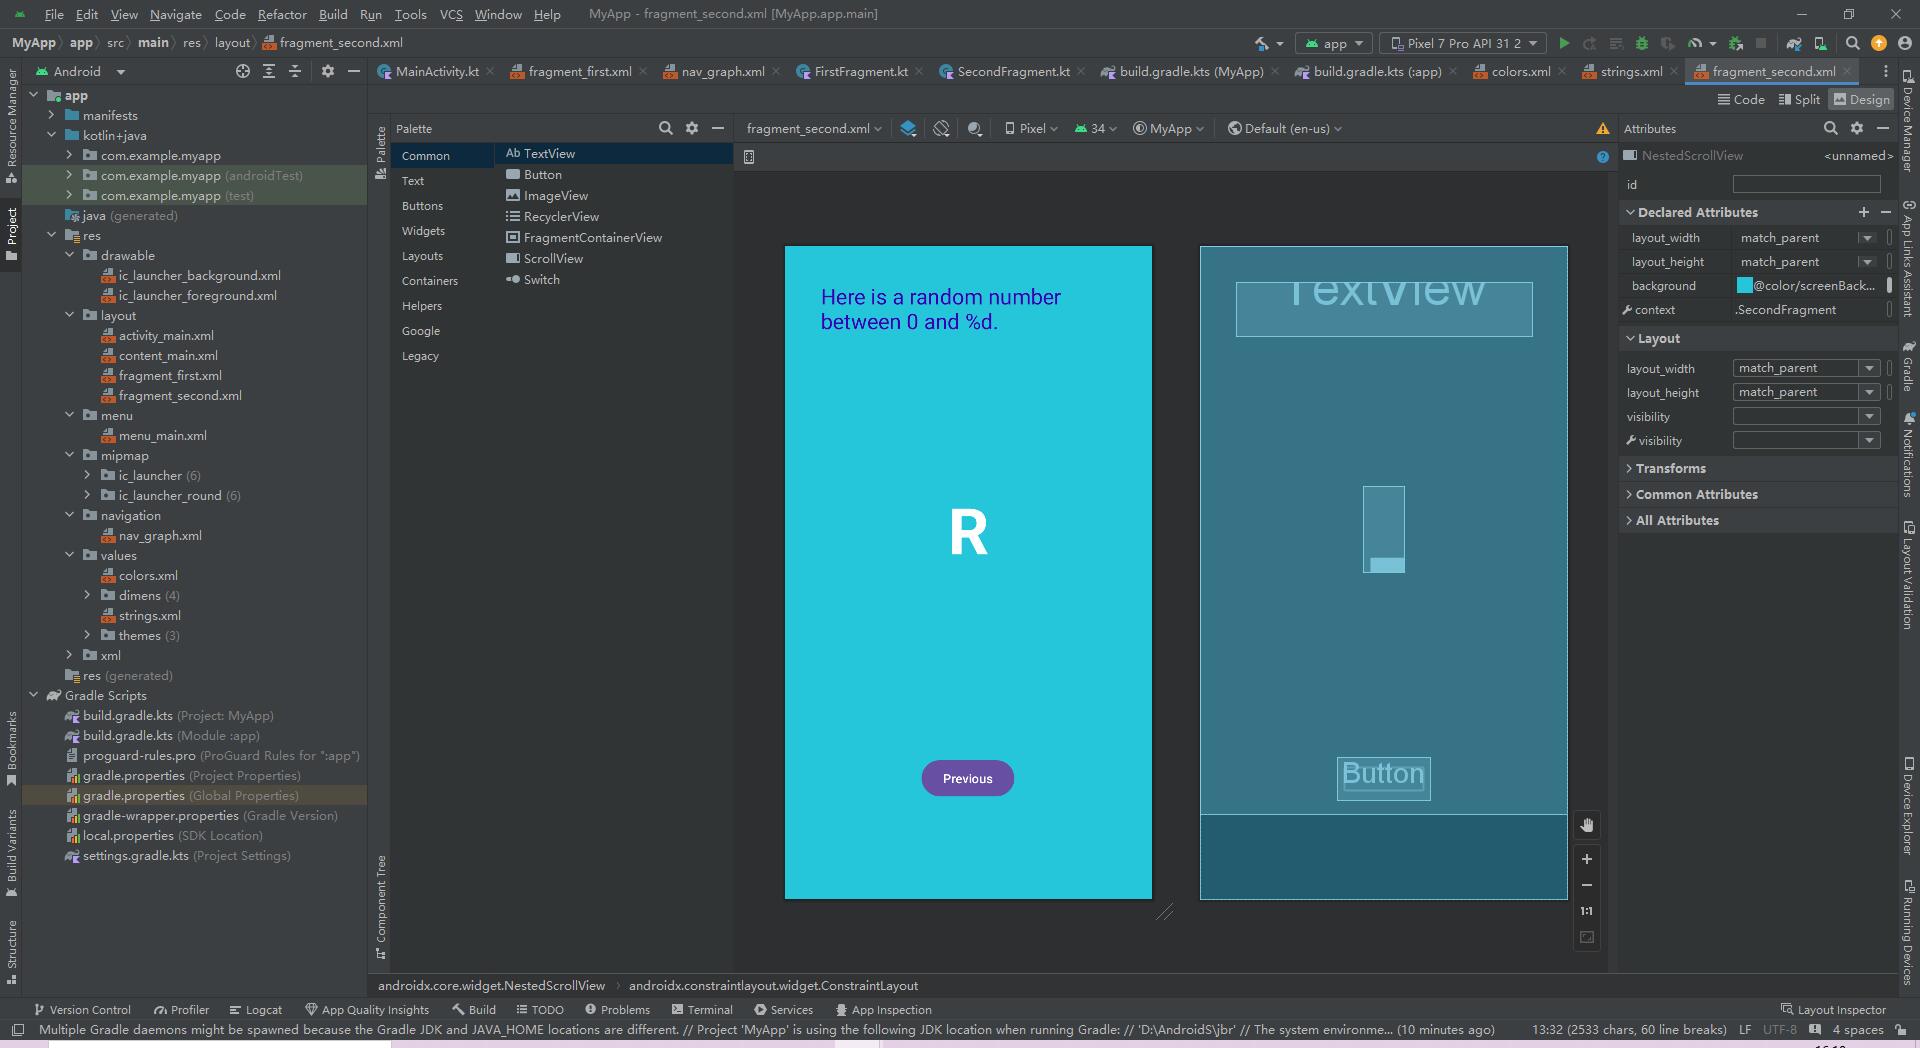 File Edit View Navigate Code Refactor Build Run Tools VCS Window Help MyApp - fragment_second.xml [MyApp.app.main]
MyApp app src main res layout fragment_second.xml app Pixel 7 Pro API 31 2
Android MainActivity.kt fragment_first.xml nav_graph.xml FirstFragment.kt SecondFragment.kt build.gradle.kts (MyApp) build.gradle.kts (:app) colors.xml strings.xml fragment_second.xml
Code Split Design
Resource Manager
Project
Bookmarks
Build Variants
Structure
app
manifests
kotlin+java
com.example.myapp
com.example.myapp (androidTest)
com.example.myapp (test)
java (generated)
res
drawable
ic_launcher_background.xml
ic_launcher_foreground.xml
layout
activity_main.xml
content_main.xml
fragment_first.xml
fragment_second.xml
menu
menu_main.xml
mipmap
ic_launcher (6)
ic_launcher_round (6)
navigation
nav_graph.xml
values
colors.xml
dimens (4)
strings.xml
themes (3)
xml
res (generated)
Gradle Scripts
build.gradle.kts (Project: MyApp)
build.gradle.kts (Module :app)
proguard-rules.pro (ProGuard Rules for ":app")
gradle.properties (Project Properties)
gradle.properties (Global Properties)
gradle-wrapper.properties (Gradle Version)
local.properties (SDK Location)
settings.gradle.kts (Project Settings)
Palette
Component Tree
Palette
Common
Text
Buttons
Widgets
Layouts
Containers
Helpers
Google
Legacy
Ab TextView
Button
ImageView
RecyclerView
FragmentContainerView
ScrollView
Switch
fragment_second.xml Pixel 34 MyApp Default (en-us)
Here is a random number
between 0 and %d.
R
Previous
TextView
Button
1:1
Attributes
NestedScrollView <unnamed>
id
Declared Attributes
layout_width match_parent
layout_height match_parent
background @color/screenBack...
context .SecondFragment
Layout
layout_width match_parent
layout_height match_parent
visibility
visibility
Transforms
Common Attributes
All Attributes
Device Manager
App Links Assistant
Gradle
Notifications
Layout Validation
Device Explorer
Running Devices
androidx.core.widget.NestedScrollView androidx.constraintlayout.widget.ConstraintLayout
Version Control Profiler Logcat App Quality Insights Build TODO Problems Terminal Services App Inspection Layout Inspector
Multiple Gradle daemons might be spawned because the Gradle JDK and JAVA_HOME locations are different. // Project 'MyApp' is using the following JDK location when running Gradle: // 'D:\AndroidS\jbr' // The system environme... (10 minutes ago) 13:32 (2533 chars, 60 line breaks) LF UTF-8 4 spaces